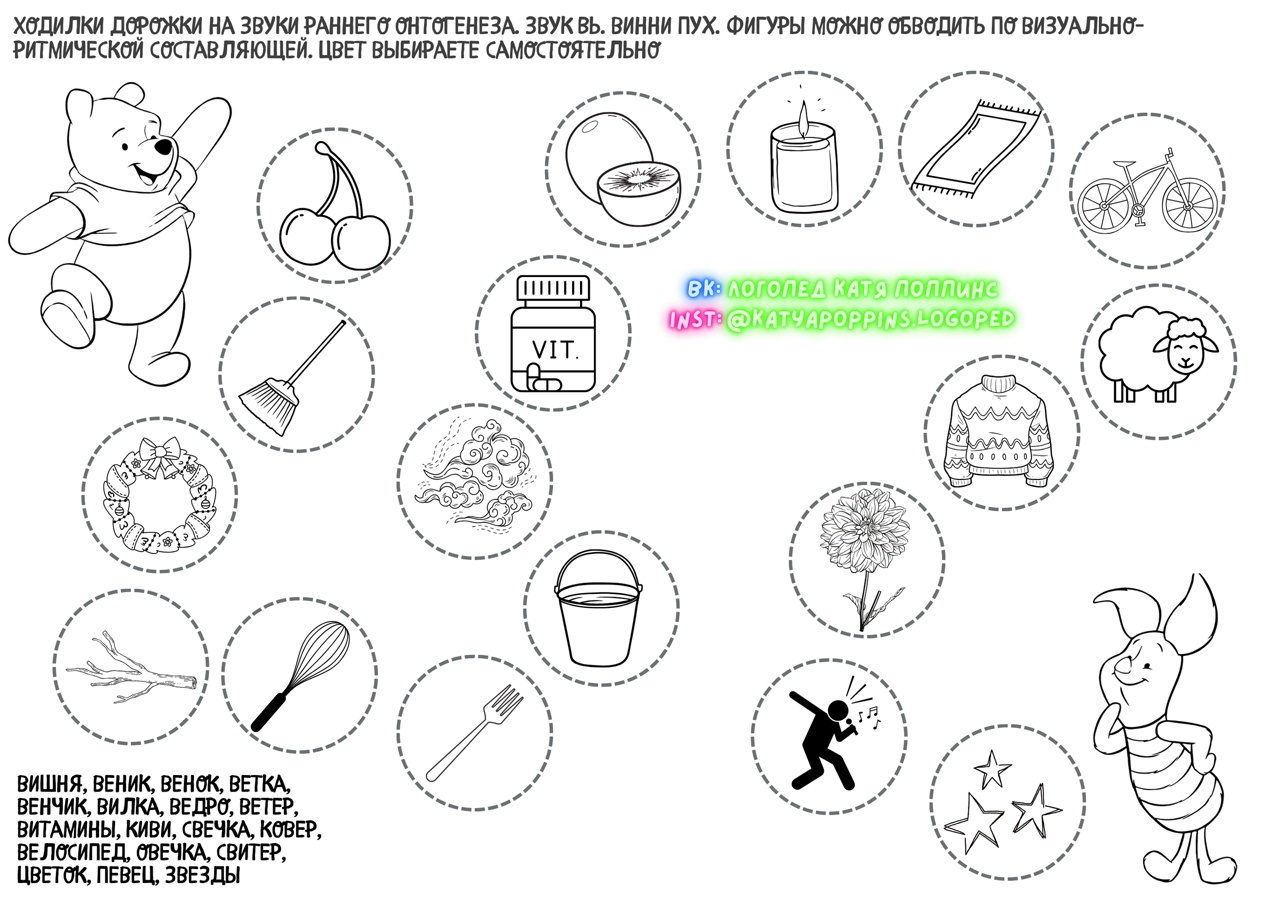 ХОДИЛКИ ДОРОЖКИ НА ЗВУКИ РАННЕГО ОНТОГЕНЕЗА. ЗВУК ВЬ. ВИННИ ПУХ. ФИГУРЫ МОЖНО ОБВОДИТЬ ПО ВИЗУАЛЬНО-
РИТМИЧЕСКОЙ СОСТАВЛЯЮЩЕЙ. ЦВЕТ ВЫБИРАЕТЕ САМОСТОЯТЕЛЬНО
ВК: ЛОГОПЕД КАТЯ ПОППИНС
INST: @KATYAPOPPINS.LOGOPED
VIT.
ВИШНЯ, ВЕНИК, ВЕНОК, ВЕТКА,
ВЕНЧИК, ВИЛКА, ВЕДРО, ВЕТЕР,
ВИТАМИНЫ, КИВИ, СВЕЧКА, КОВЕР,
ВЕЛОСИПЕД, ОВЕЧКА, СВИТЕР,
ЦВЕТОК, ПЕВЕЦ, ЗВЕЗДЫ